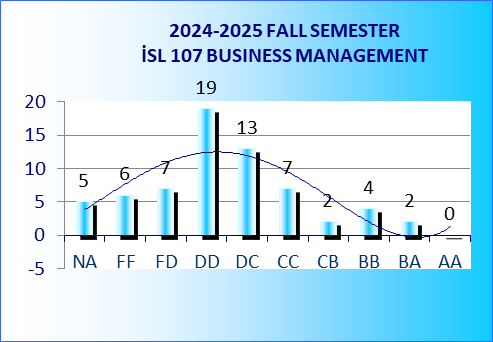 2024-2025 FALL SEMESTER
İSL 107 BUSINESS MANAGEMENT
20
15
10
5
0
-5
5 6 7 19 13 7 2 4 2 0
NA FF FD DD DC CC CB BB BA AA